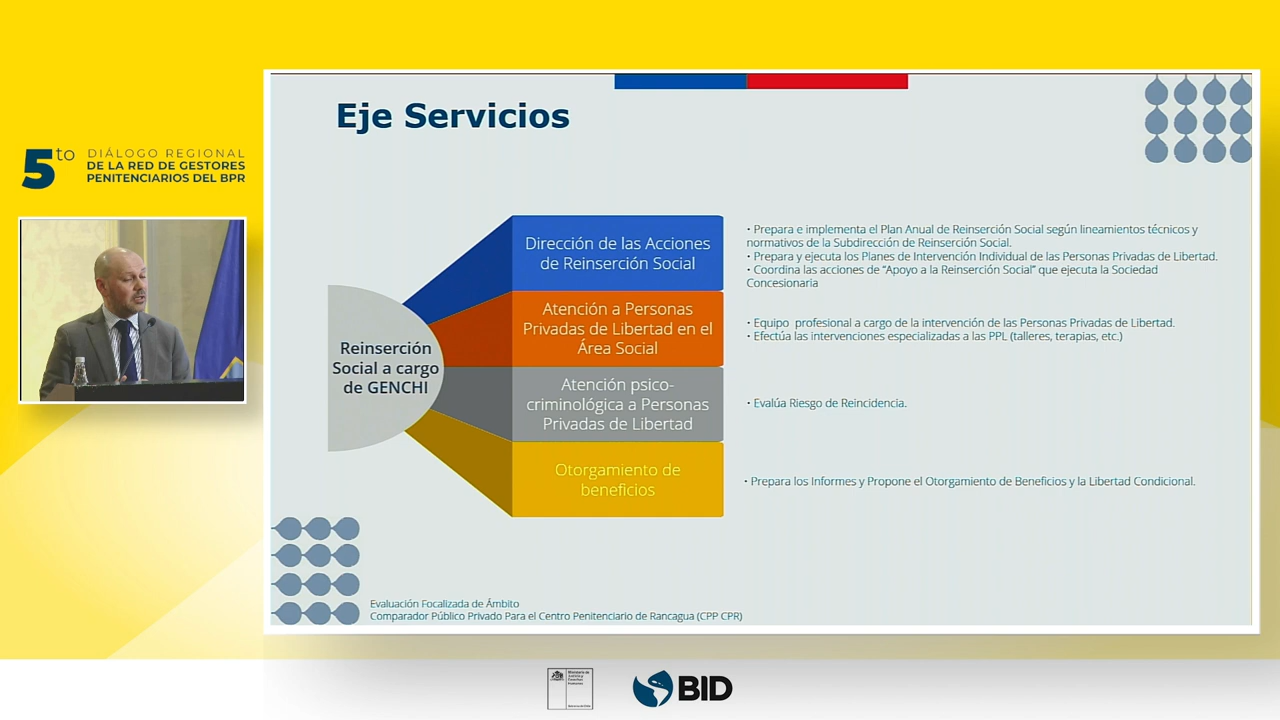 5to
DIÁLOGO REGIONAL
DE LA RED DE GESTORES
PENITENCIARIOS DEL BPR
Eje Servicios
Reinserción
Social a cargo
de GENCHI
Dirección de las Acciones
de Reinserción Social
• Prepara e implementa el Plan Anual de Reinserción Social según lineamientos técnicos y
normativos de la Subdirección de Reinserción Social.
• Prepara y ejecuta los Planes de Intervención Individual de las Personas Privadas de Libertad.
• Coordina las acciones de “Apoyo a la Reinserción Social” que ejecuta la Sociedad
Concesionaria
Atención a Personas
Privadas de Libertad en el
Área Social
• Equipo profesional a cargo de la intervención de las Personas Privadas de Libertad.
• Efectúa las intervenciones especializadas a las PPL (talleres, terapias, etc.)
Atención psico-
criminológica a Personas
Privadas de Libertad
• Evalúa Riesgo de Reincidencia.
Otorgamiento de
beneficios
• Prepara los Informes y Propone el Otorgamiento de Beneficios y la Libertad Condicional.
Evaluación Focalizada de Ámbito
Comparador Público Privado Para el Centro Penitenciario de Rancagua (CPP CPR)
BID